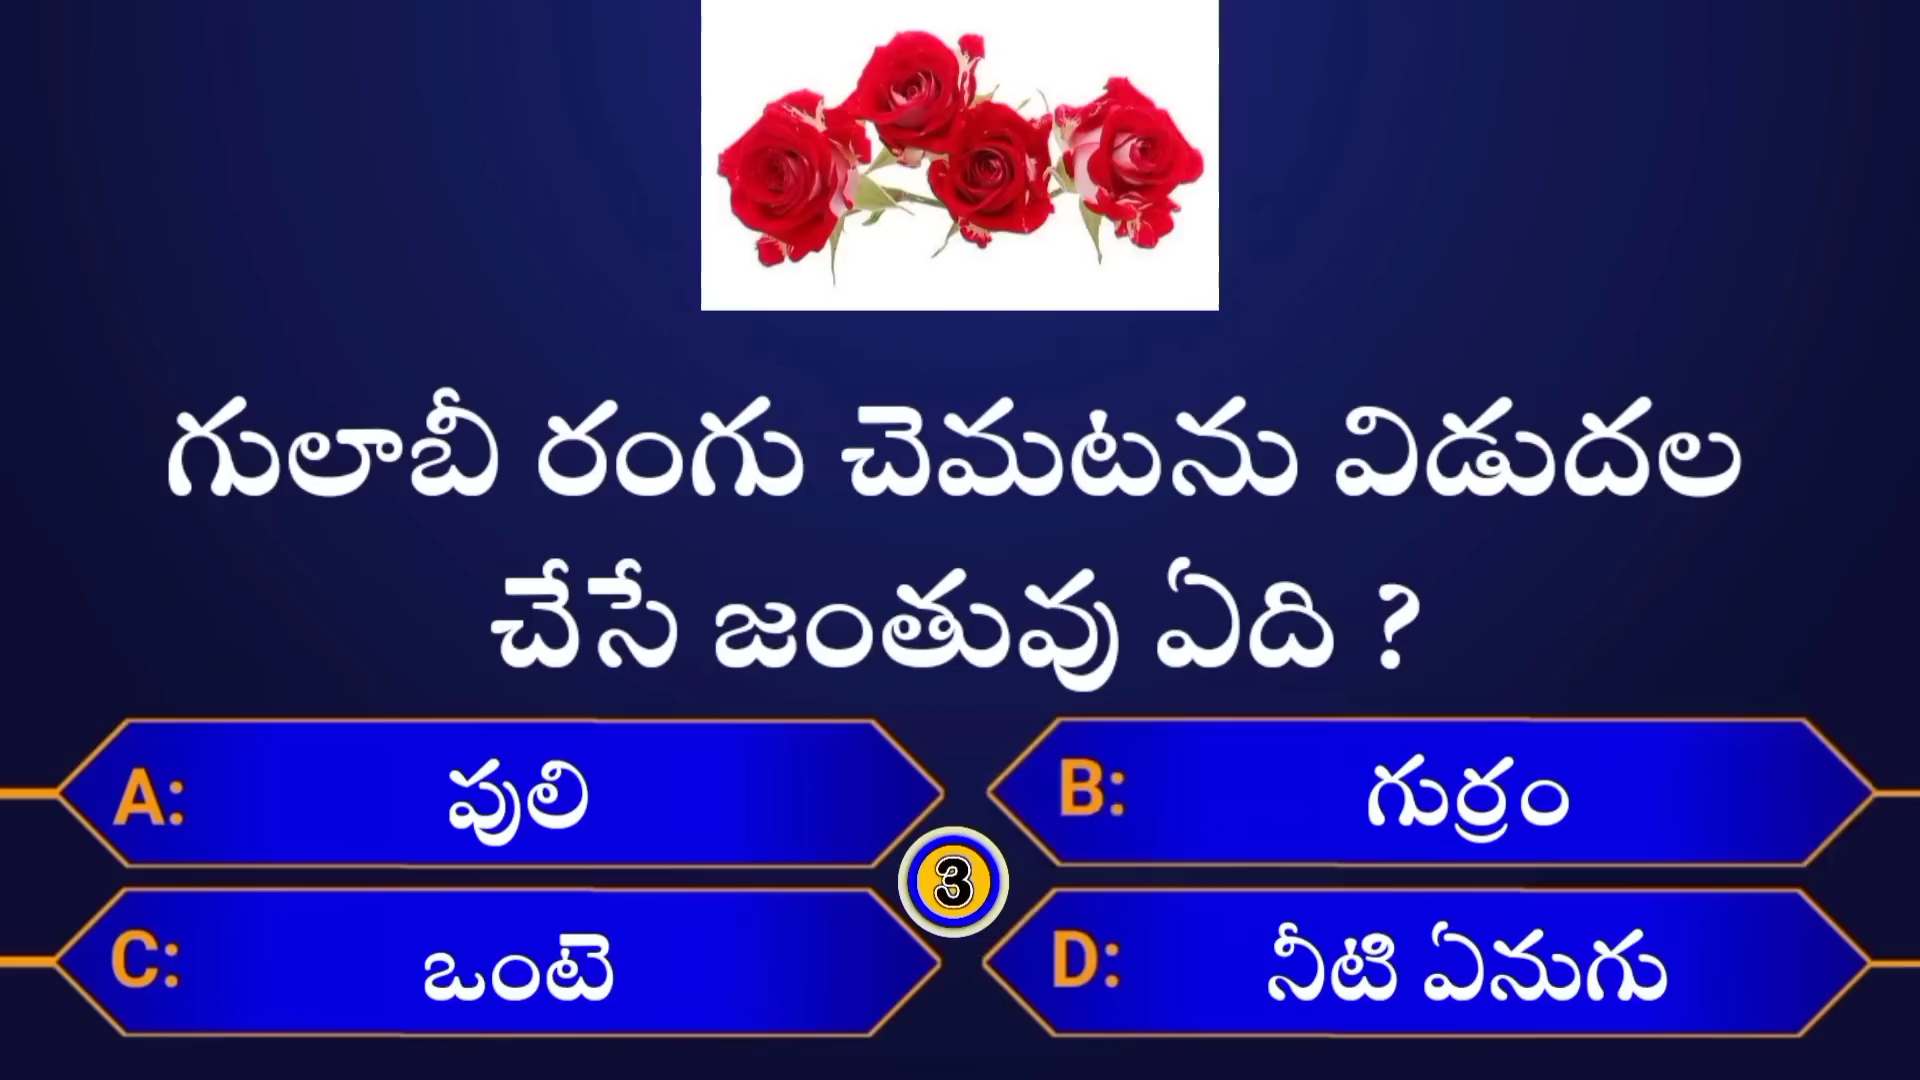 గులాబీ రంగు చెమటను విడుదల
చేసే జంతువు ఏది ?
A: పులి
B: గుర్రం
3
C: ఒంటె
D: నీటి ఏనుగు